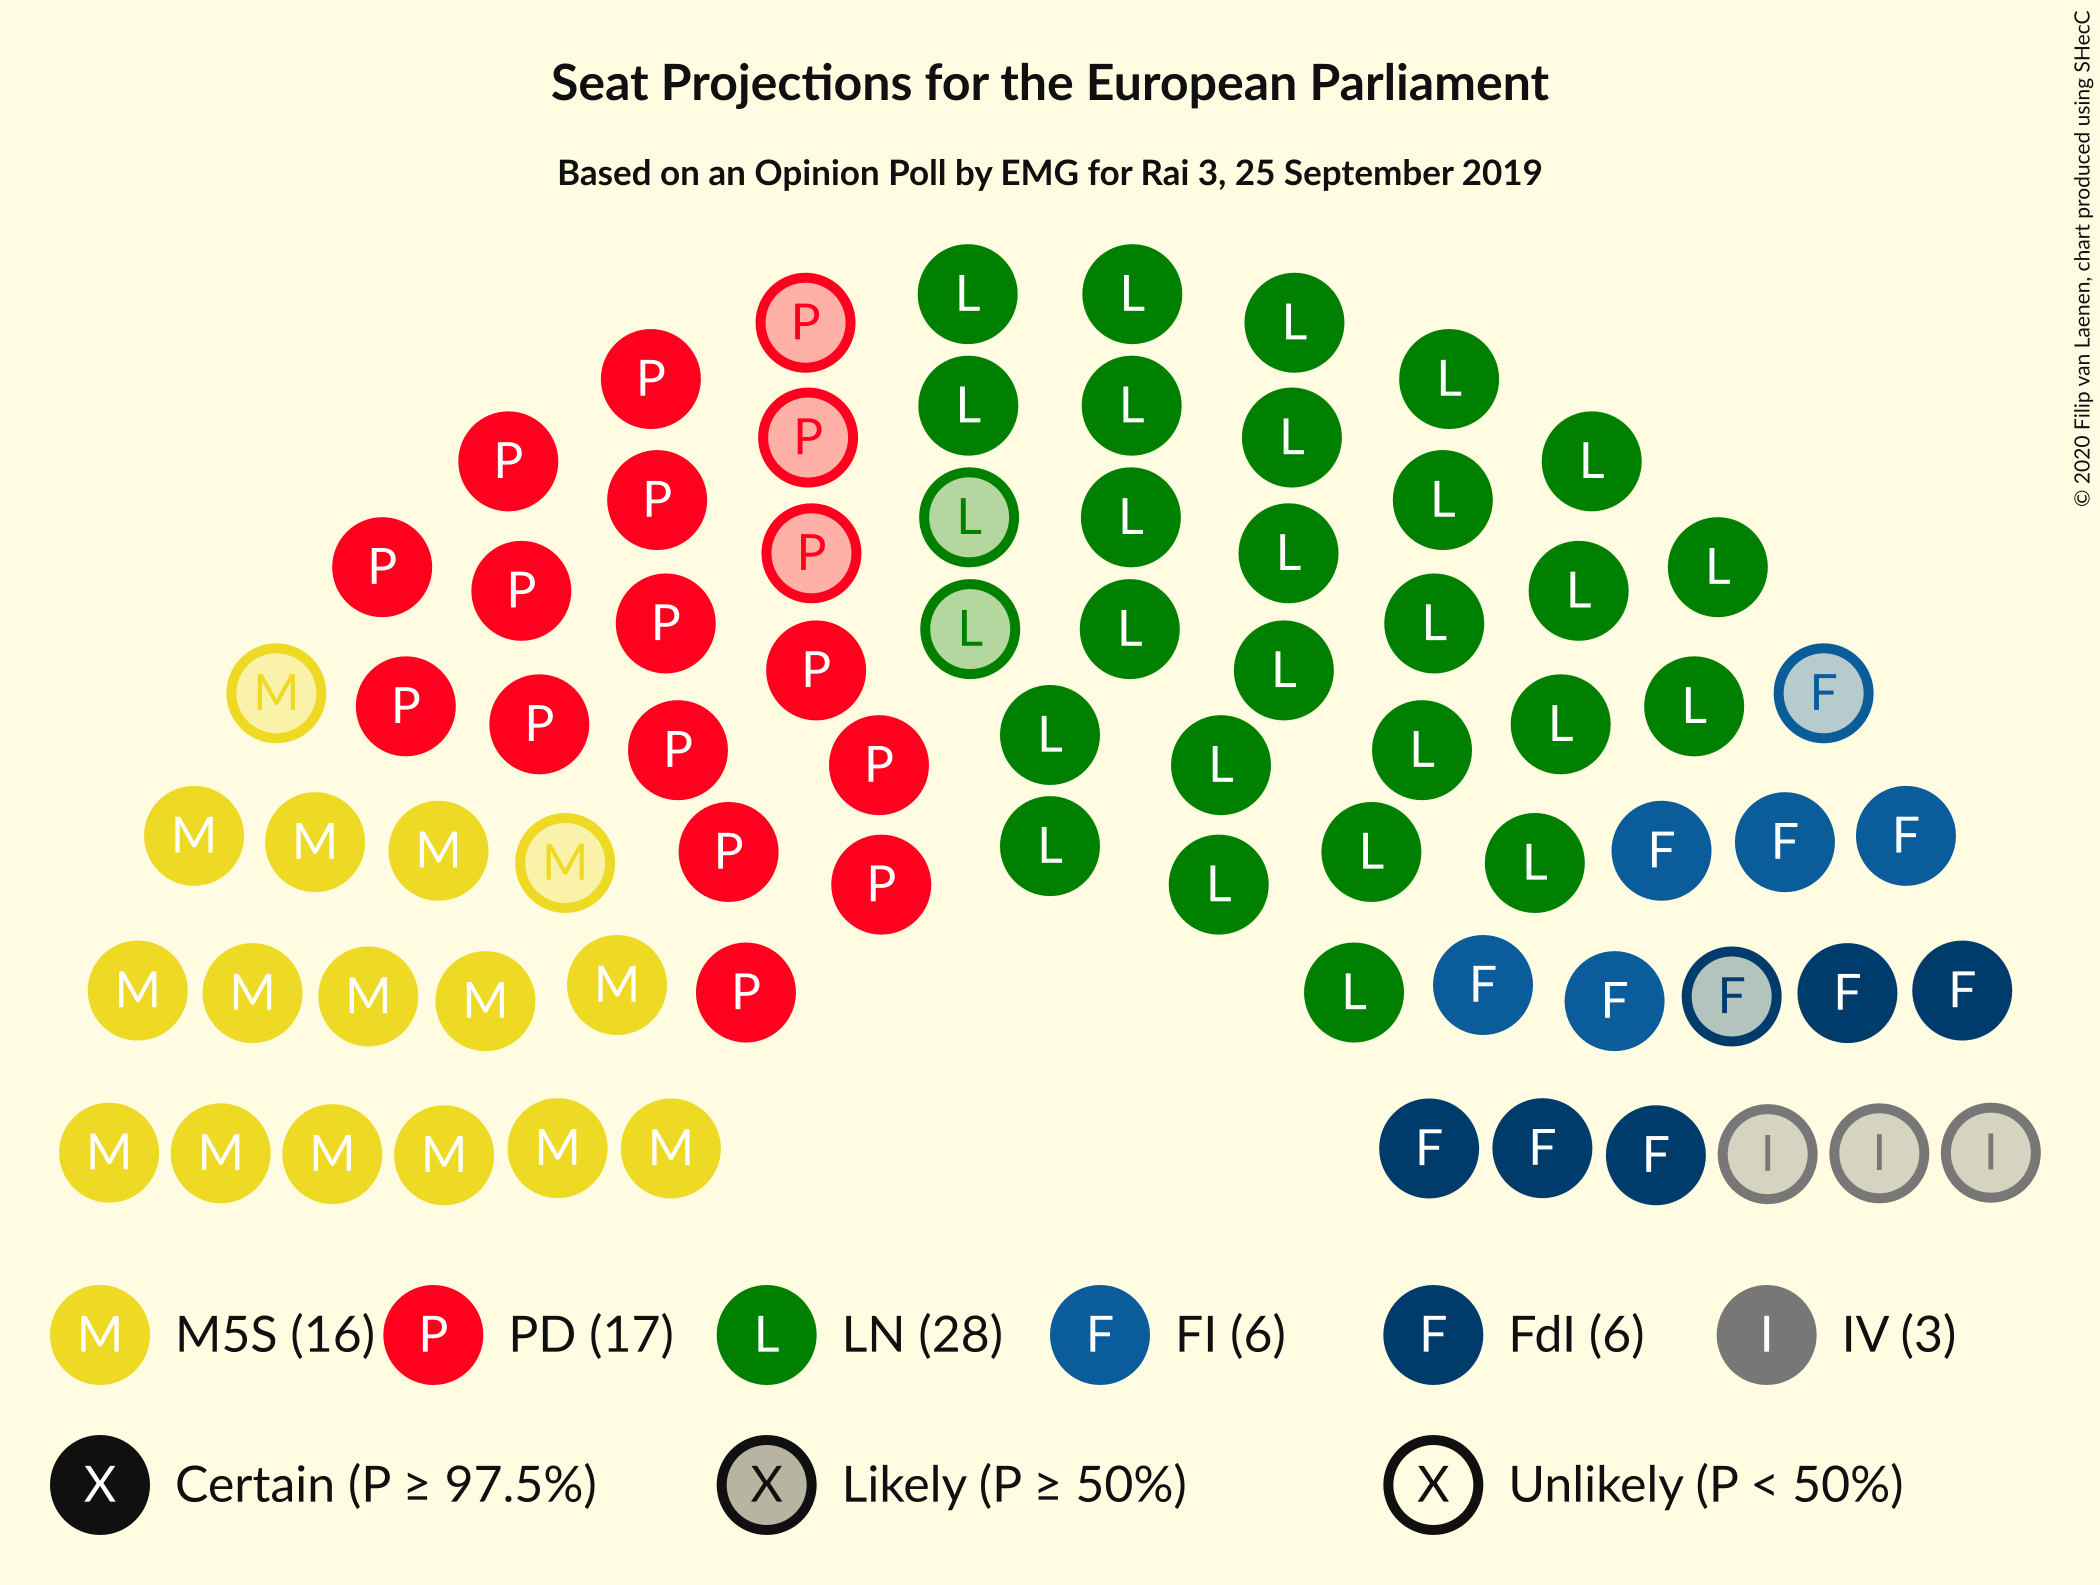 Seat Projections for the European Parliament
Based on an Opinion Poll by EMG for Rai 3, 25 September 2019
© 2020 Filip van Laenen, chart produced using SHecC
L L
P L L
P L
L L
P L
P L
P L
L L
P L
P L
P L
P L
P L
L L
M F
P L
P L
P L
P L
L
P L
M M M M P P L L L L F F F
M M M M M P L F F F F F
M M M M M M F F F I I I
M M5S (16) P PD (17) L LN (28) F FI (6) F FdI (6) I IV (3)
X Certain (P ≥ 97.5%) X Likely (P ≥ 50%) X Unlikely (P < 50%)